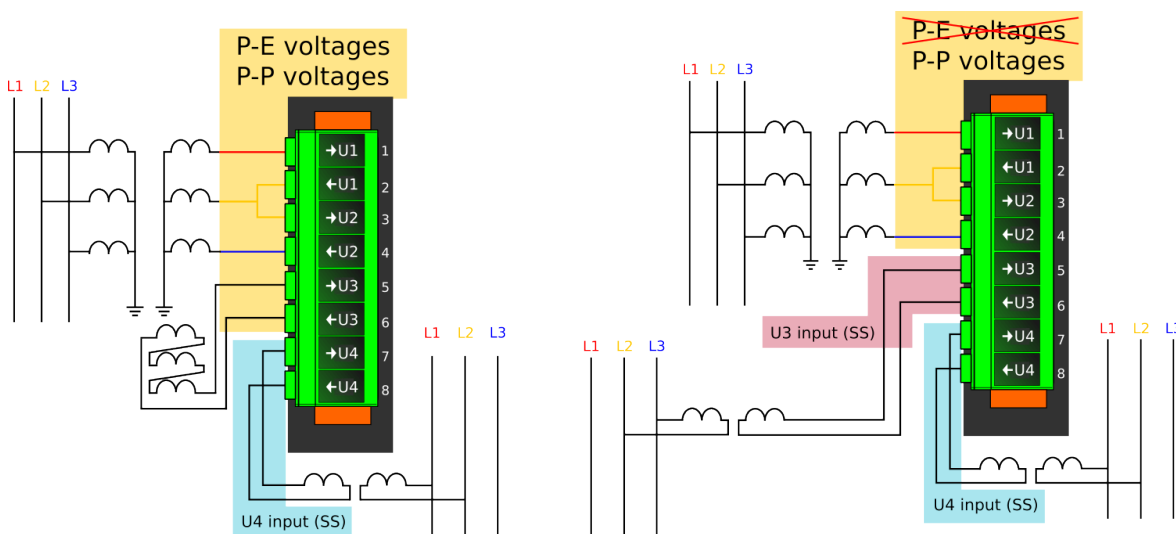 P-E voltages
P-P voltages
L1 L2 L3
→U1 1
←U1 2
→U2 3
←U2 4
→U3 5
←U3 6
→U4 7
←U4 8
L1 L2 L3
U4 input (SS)
P-E voltages
P-P voltages
L1 L2 L3
→U1 1
←U1 2
→U2 3
←U2 4
→U3 5
←U3 6
→U4 7
←U4 8
U3 input (SS)
L1 L2 L3
L1 L2 L3
U4 input (SS)